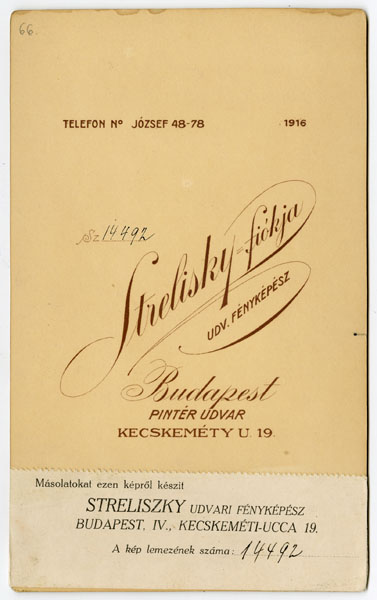 66.
TELEFON Nº JÓZSEF 48-78 1916
Sz 14492
Strelisky-fiókja
UDV. FÉNYKÉPÉSZ
Budapest
PINTÉR UDVAR
KECSKEMÉTY U. 19.
Másolatokat ezen képről készit
STRELISZKY UDVARI FÉNYKÉPÉSZ
BUDAPEST, IV., KECSKEMÉTI-UCCA 19.
A kép lemezének száma: 14492